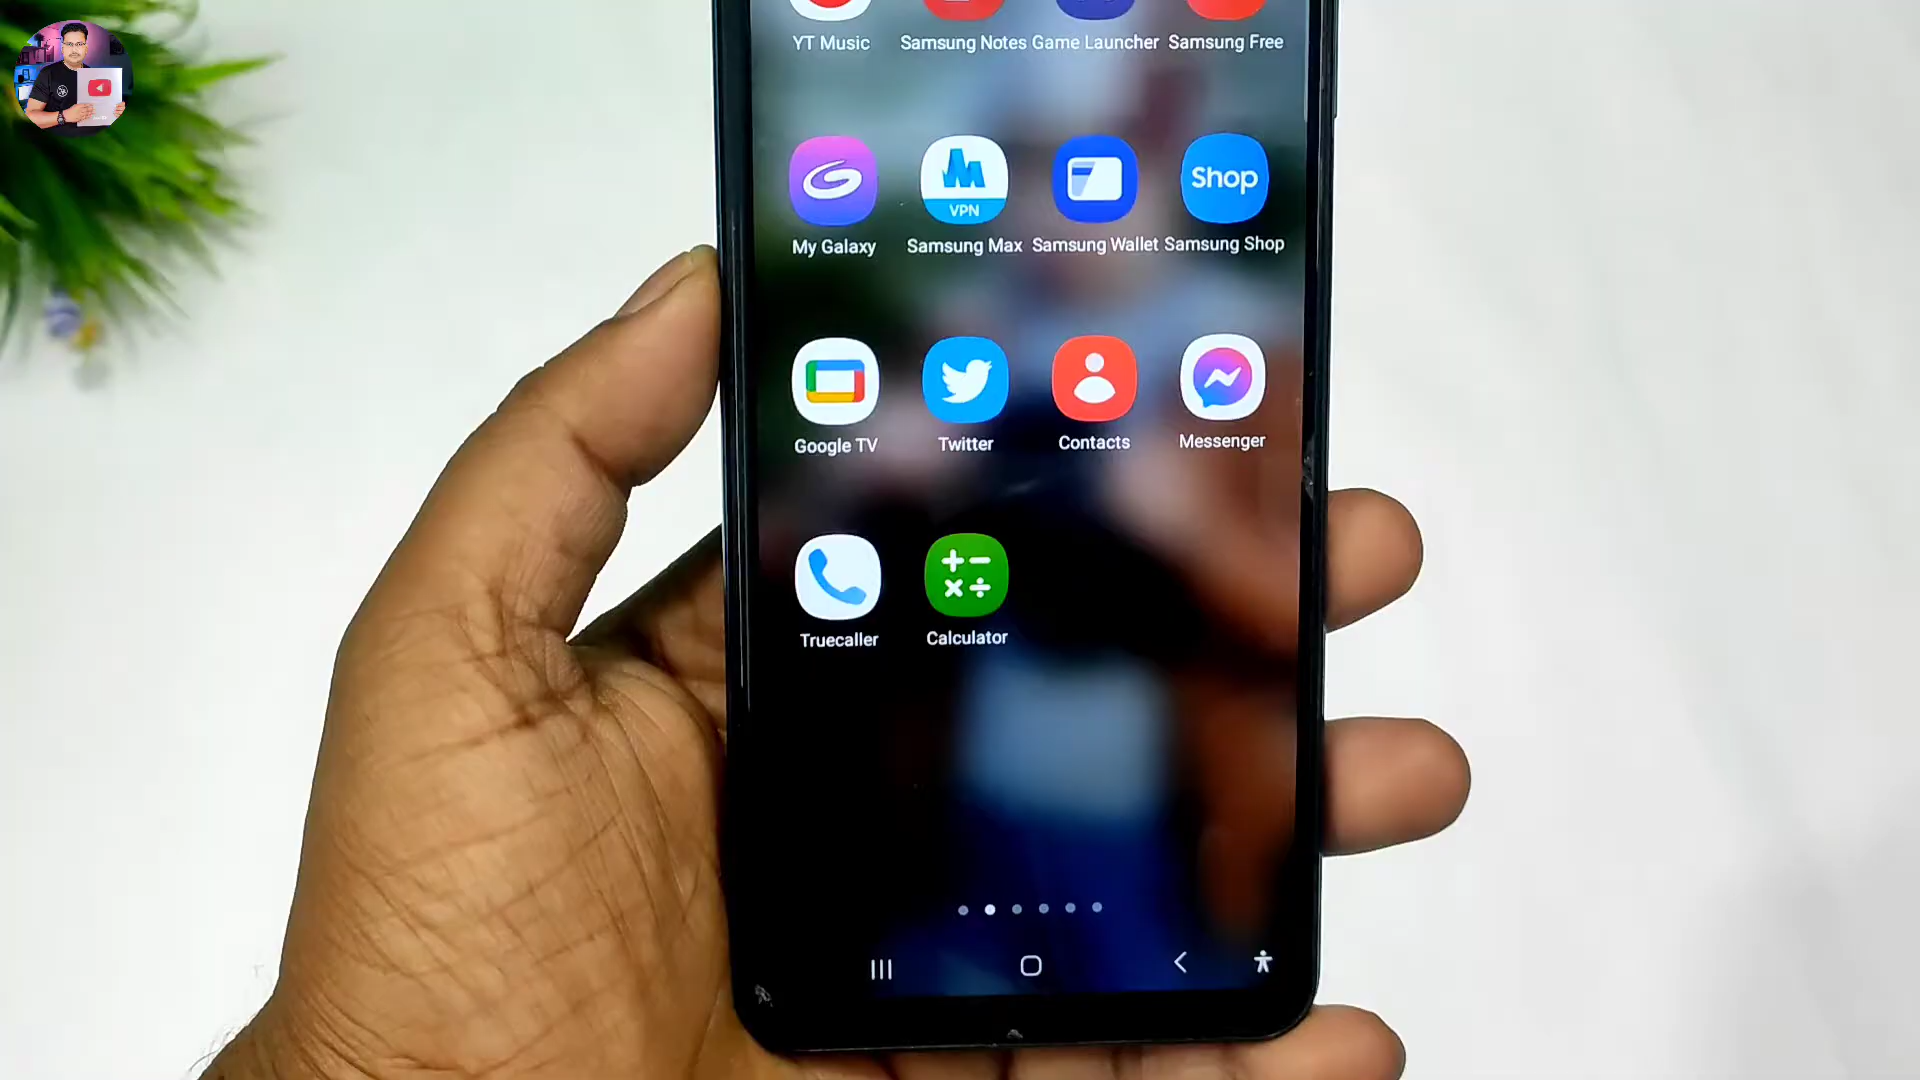 YT Music Samsung Notes Game Launcher Samsung Free
VPN
Shop
My Galaxy Samsung Max Samsung Wallet Samsung Shop
Google TV Twitter Contacts Messenger
Truecaller Calculator